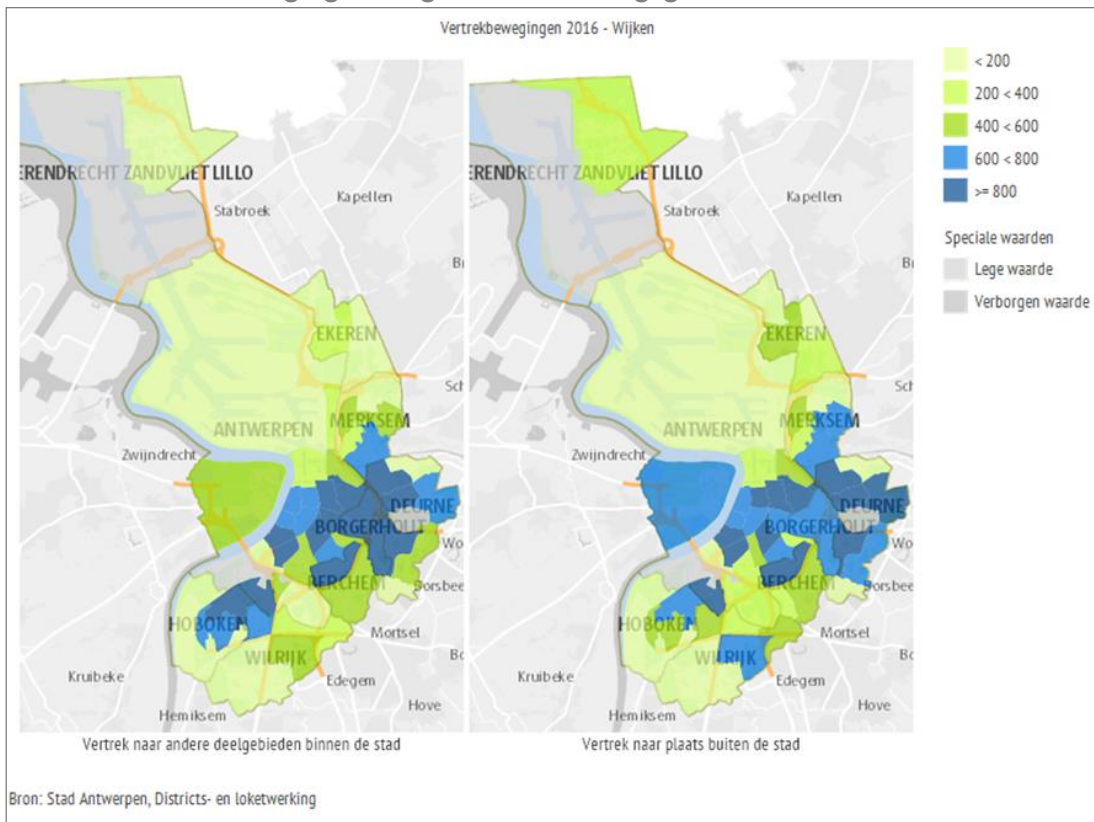 Vertrekbewegingen 2016 - Wijken
< 200
200 < 400
400 < 600
600 < 800
>= 800
Speciale waarden
Lege waarde
Verborgen waarde
ERENDRECHT ZANDVLIET LILLO
Stabroek
Kapellen
EKEREN
MERKSEM
ANTWERPEN
Zwijndrecht
DEURNE
BORGERHOUT
BERCHEM
HOBOKEN
Mortsel
WILRIJK
Kruibeke
Edegem
Hemiksem
Hove
Vertrek naar andere deelgebieden binnen de stad
ERENDRECHT ZANDVLIET LILLO
Stabroek
Kapellen
EKEREN
MERKSEM
ANTWERPEN
Zwijndrecht
DEURNE
BORGERHOUT
BERCHEM
HOBOKEN
Mortsel
WILRIJK
Kruibeke
Edegem
Hemiksem
Hove
Vertrek naar plaats buiten de stad
Bron: Stad Antwerpen, Districts- en loketwerking